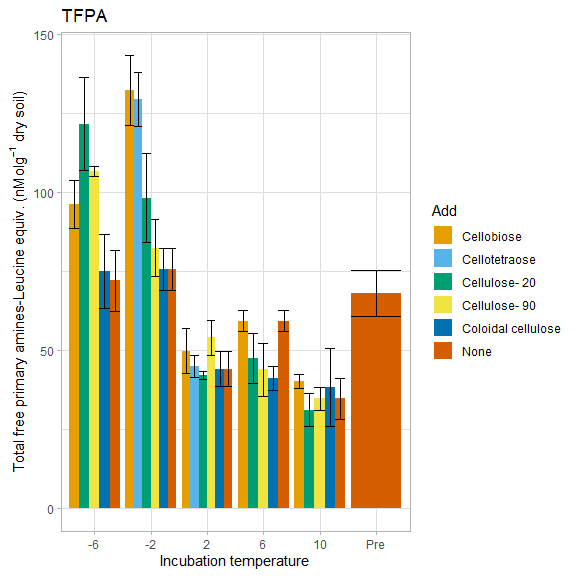 TFPA
Total free primary amines-Leucine equiv. (nMolg⁻¹ dry soil)
150
100
50
0
-6 -2 2 6 10 Pre
Incubation temperature
Add
Cellobiose
Cellotetraose
Cellulose- 20
Cellulose- 90
Coloidal cellulose
None